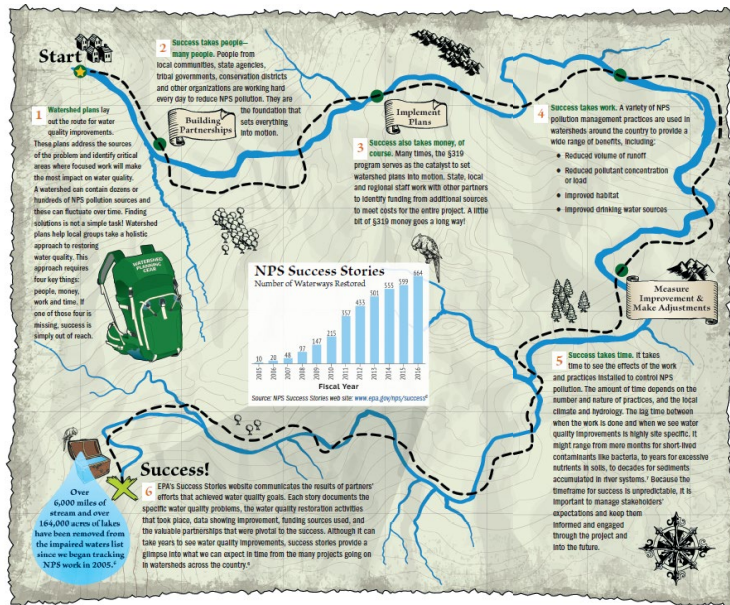 Start
1 Watershed plans lay
out the route for water
quality improvements.
These plans address the sources
of the problem and identify critical
areas where focused work will make
the most impact on water quality.
A watershed can contain dozens or
hundreds of NPS pollution sources and
these can fluctuate over time. Finding
solutions is not a simple task! Watershed
plans help local groups take a holistic
approach to restoring
water quality. This
approach requires
four key things:
people, money,
work and time. If
one of those four is
missing, success is
simply out of reach.
WATERSHED
PLANNING
GEAR
2 Success takes people—
many people. People from
local communities, state agencies,
tribal governments, conservation districts
and other organizations are working hard
every day to reduce NPS pollution. They are
the foundation that
sets everything
into motion.
Building
Partnerships
Implement
Plans
3 Success also takes money, of
course. Many times, the §319
program serves as the catalyst to set
watershed plans into motion. State, local
and regional staff work with other partners
to identify funding from additional sources
to meet costs for the entire project. A little
bit of §319 money goes a long way!
4 Success takes work. A variety of NPS
pollution management practices are used in
watersheds around the country to provide a
wide range of benefits, including:
• Reduced volume of runoff
• Reduced pollutant concentration
or load
• Improved habitat
• Improved drinking water sources
Measure
Improvement &
Make Adjustments
5 Success takes time. It takes
time to see the effects of the work
and practices installed to control NPS
pollution. The amount of time depends on the
number and nature of practices, and the local
climate and hydrology. The lag time between
when the work is done and when we see water
quality improvements is highly site specific. It
might range from mere months for short-lived
contaminants like bacteria, to years for excessive
nutrients in soils, to decades for sediments
accumulated in river systems.⁷ Because the
timeframe for success is unpredictable, it is
important to manage stakeholders'
expectations and keep them
informed and engaged
through the project and
into the future.
NPS Success Stories
Number of Waterways Restored
10 20 48 97 147 215 357 433 501 555 599 664
2005 2006 2007 2008 2009 2010 2011 2012 2013 2014 2015 2016
Fiscal Year
Source: NPS Success Stories web site: www.epa.gov/nps/success⁸
Success!
6 EPA's Success Stories website communicates the results of partners'
efforts that achieved water quality goals. Each story documents the
specific water quality problems, the water quality restoration activities
that took place, data showing improvement, funding sources used, and
the valuable partnerships that were pivotal to the success. Although it can
take years to see water quality improvements, success stories provide a
glimpse into what we can expect in time from the many projects going on
in watersheds across the country.⁶
Over
6,000 miles of
stream and over
164,000 acres of lakes
have been removed from
the impaired waters list
since we began tracking
NPS work in 2005.⁴